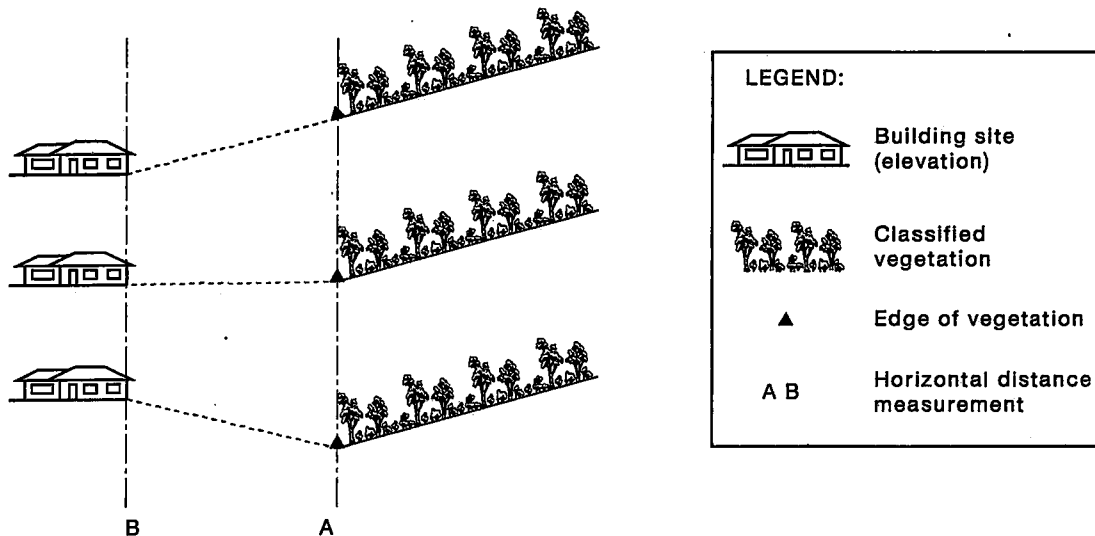 LEGEND:
Building site
(elevation)
Classified
vegetation
Edge of vegetation
A B
Horizontal distance
measurement
B
A